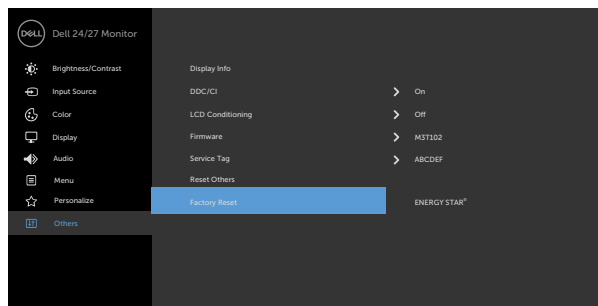 DELL Dell 24/27 Monitor
Brightness/Contrast Display Info
Input Source DDC/CI On
Color LCD Conditioning Off
Display Firmware M3T102
Audio Service Tag ABCDEF
Menu Reset Others
Personalize Factory Reset ENERGY STAR®
Others